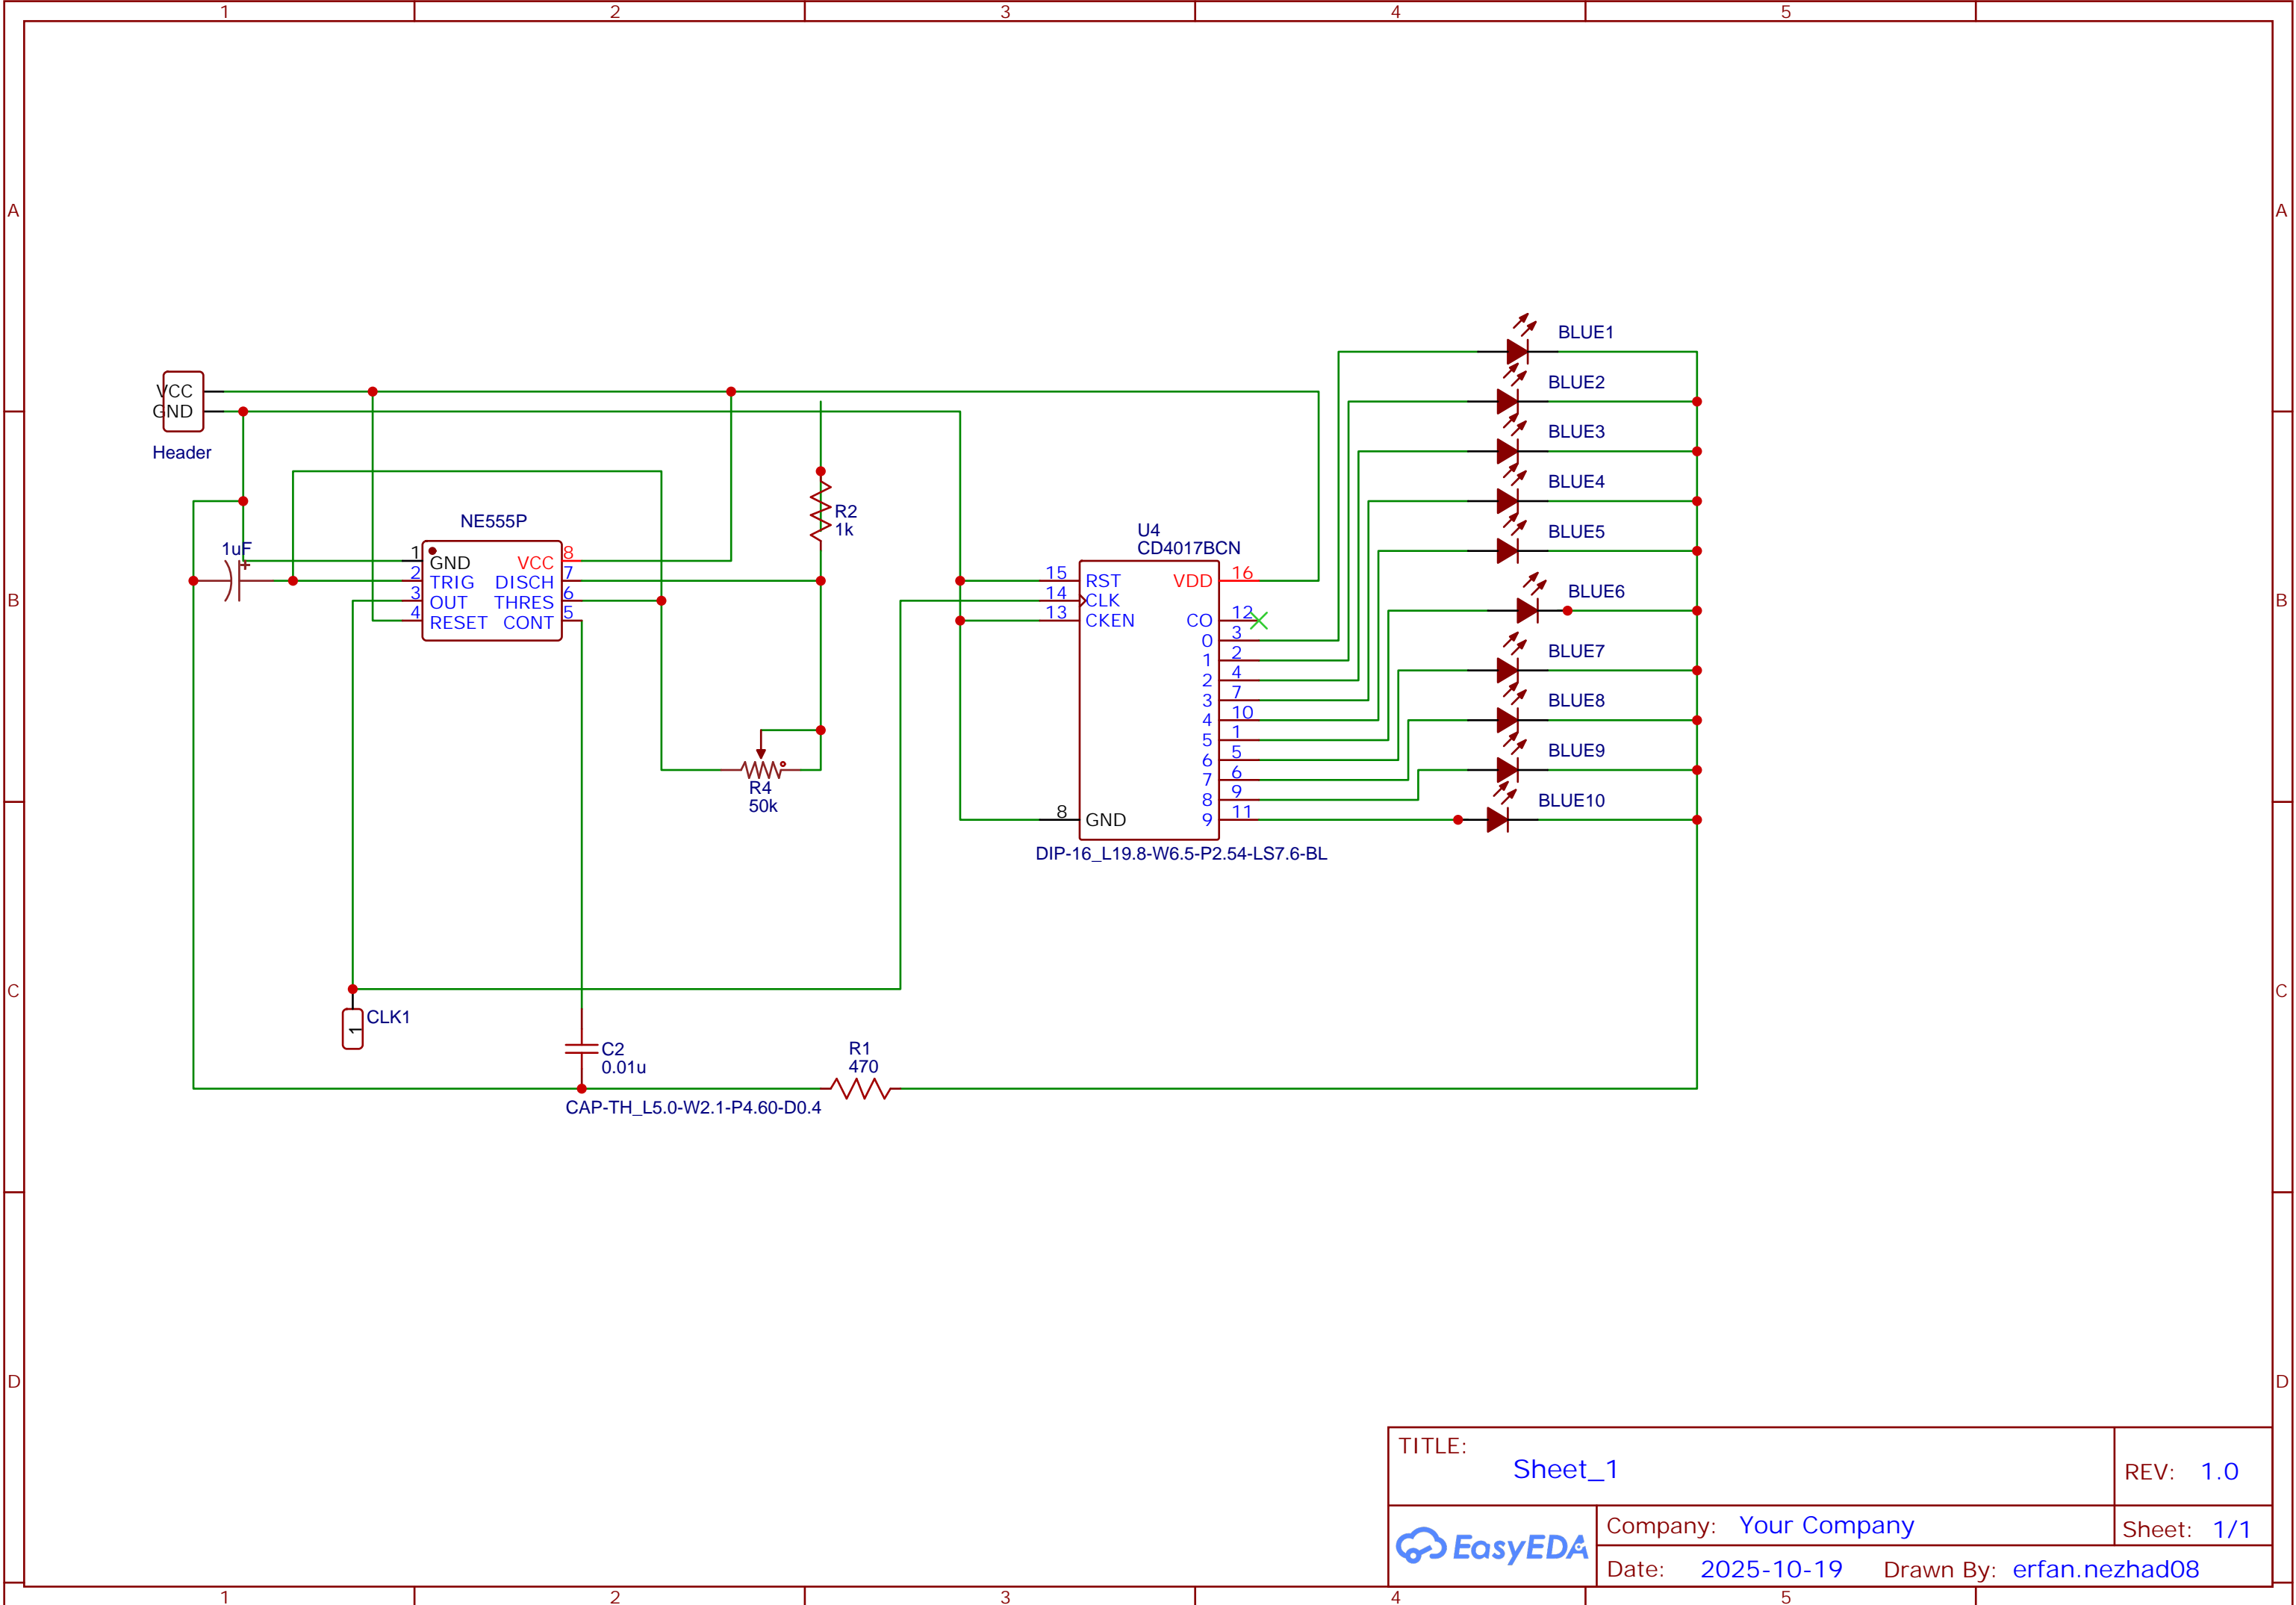 1 2 3 4 5
A A
B B
C C
D D
VCC
GND
Header
1uF
NE555P
1 GND VCC 8
2 TRIG DISCH 7
3 OUT THRES 6
4 RESET CONT 5
R2
1k
R4
50k
U4
CD4017BCN
15 RST VDD 16
14 CLK
13 CKEN CO 12
0 3
1 2
2 4
3 7
4 10
5 1
6 5
7 6
8 9
8 GND 9 11
DIP-16_L19.8-W6.5-P2.54-LS7.6-BL
BLUE1
BLUE2
BLUE3
BLUE4
BLUE5
BLUE6
BLUE7
BLUE8
BLUE9
BLUE10
CLK1
1
C2
0.01u
CAP-TH_L5.0-W2.1-P4.60-D0.4
R1
470
TITLE:
Sheet_1
REV: 1.0
EasyEDA
Company: Your Company
Sheet: 1/1
Date: 2025-10-19 Drawn By: erfan.nezhad08
1 2 3 4 5